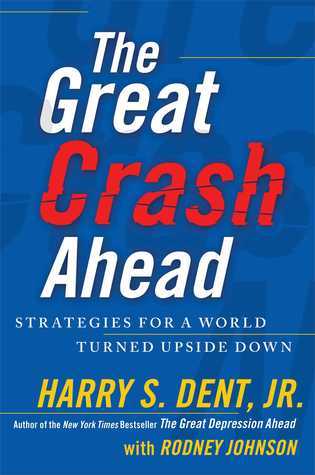 The
Great
Crash
Ahead
STRATEGIES FOR A WORLD
TURNED UPSIDE DOWN
HARRY S. DENT, JR.
Author of the New York Times Bestseller The Great Depression Ahead
with RODNEY JOHNSON